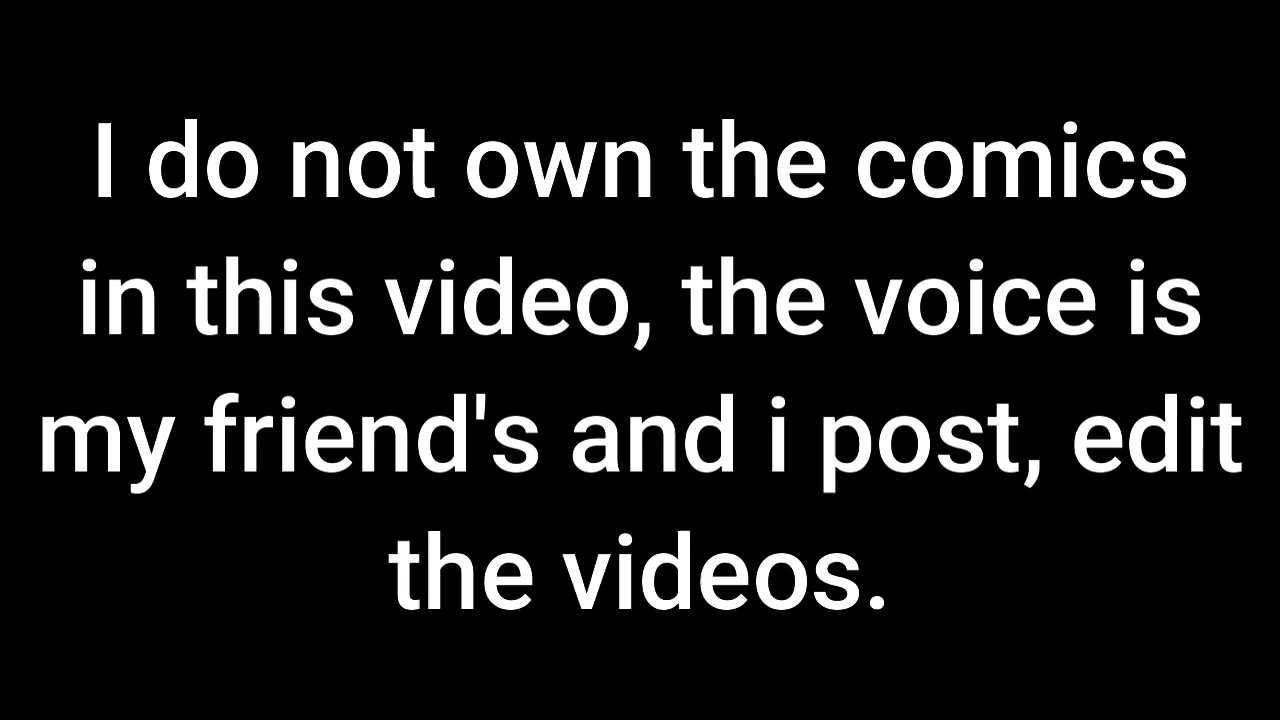 I do not own the comics
in this video, the voice is
my friend's and i post, edit
the videos.